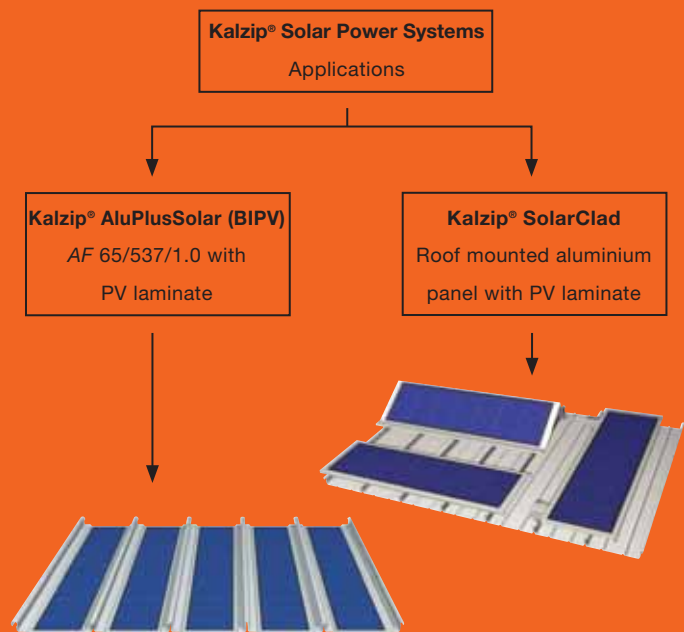 Kalzip® Solar Power Systems
Applications
Kalzip® AluPlusSolar (BIPV)
AF 65/537/1.0 with
PV laminate
Kalzip® SolarClad
Roof mounted aluminium
panel with PV laminate